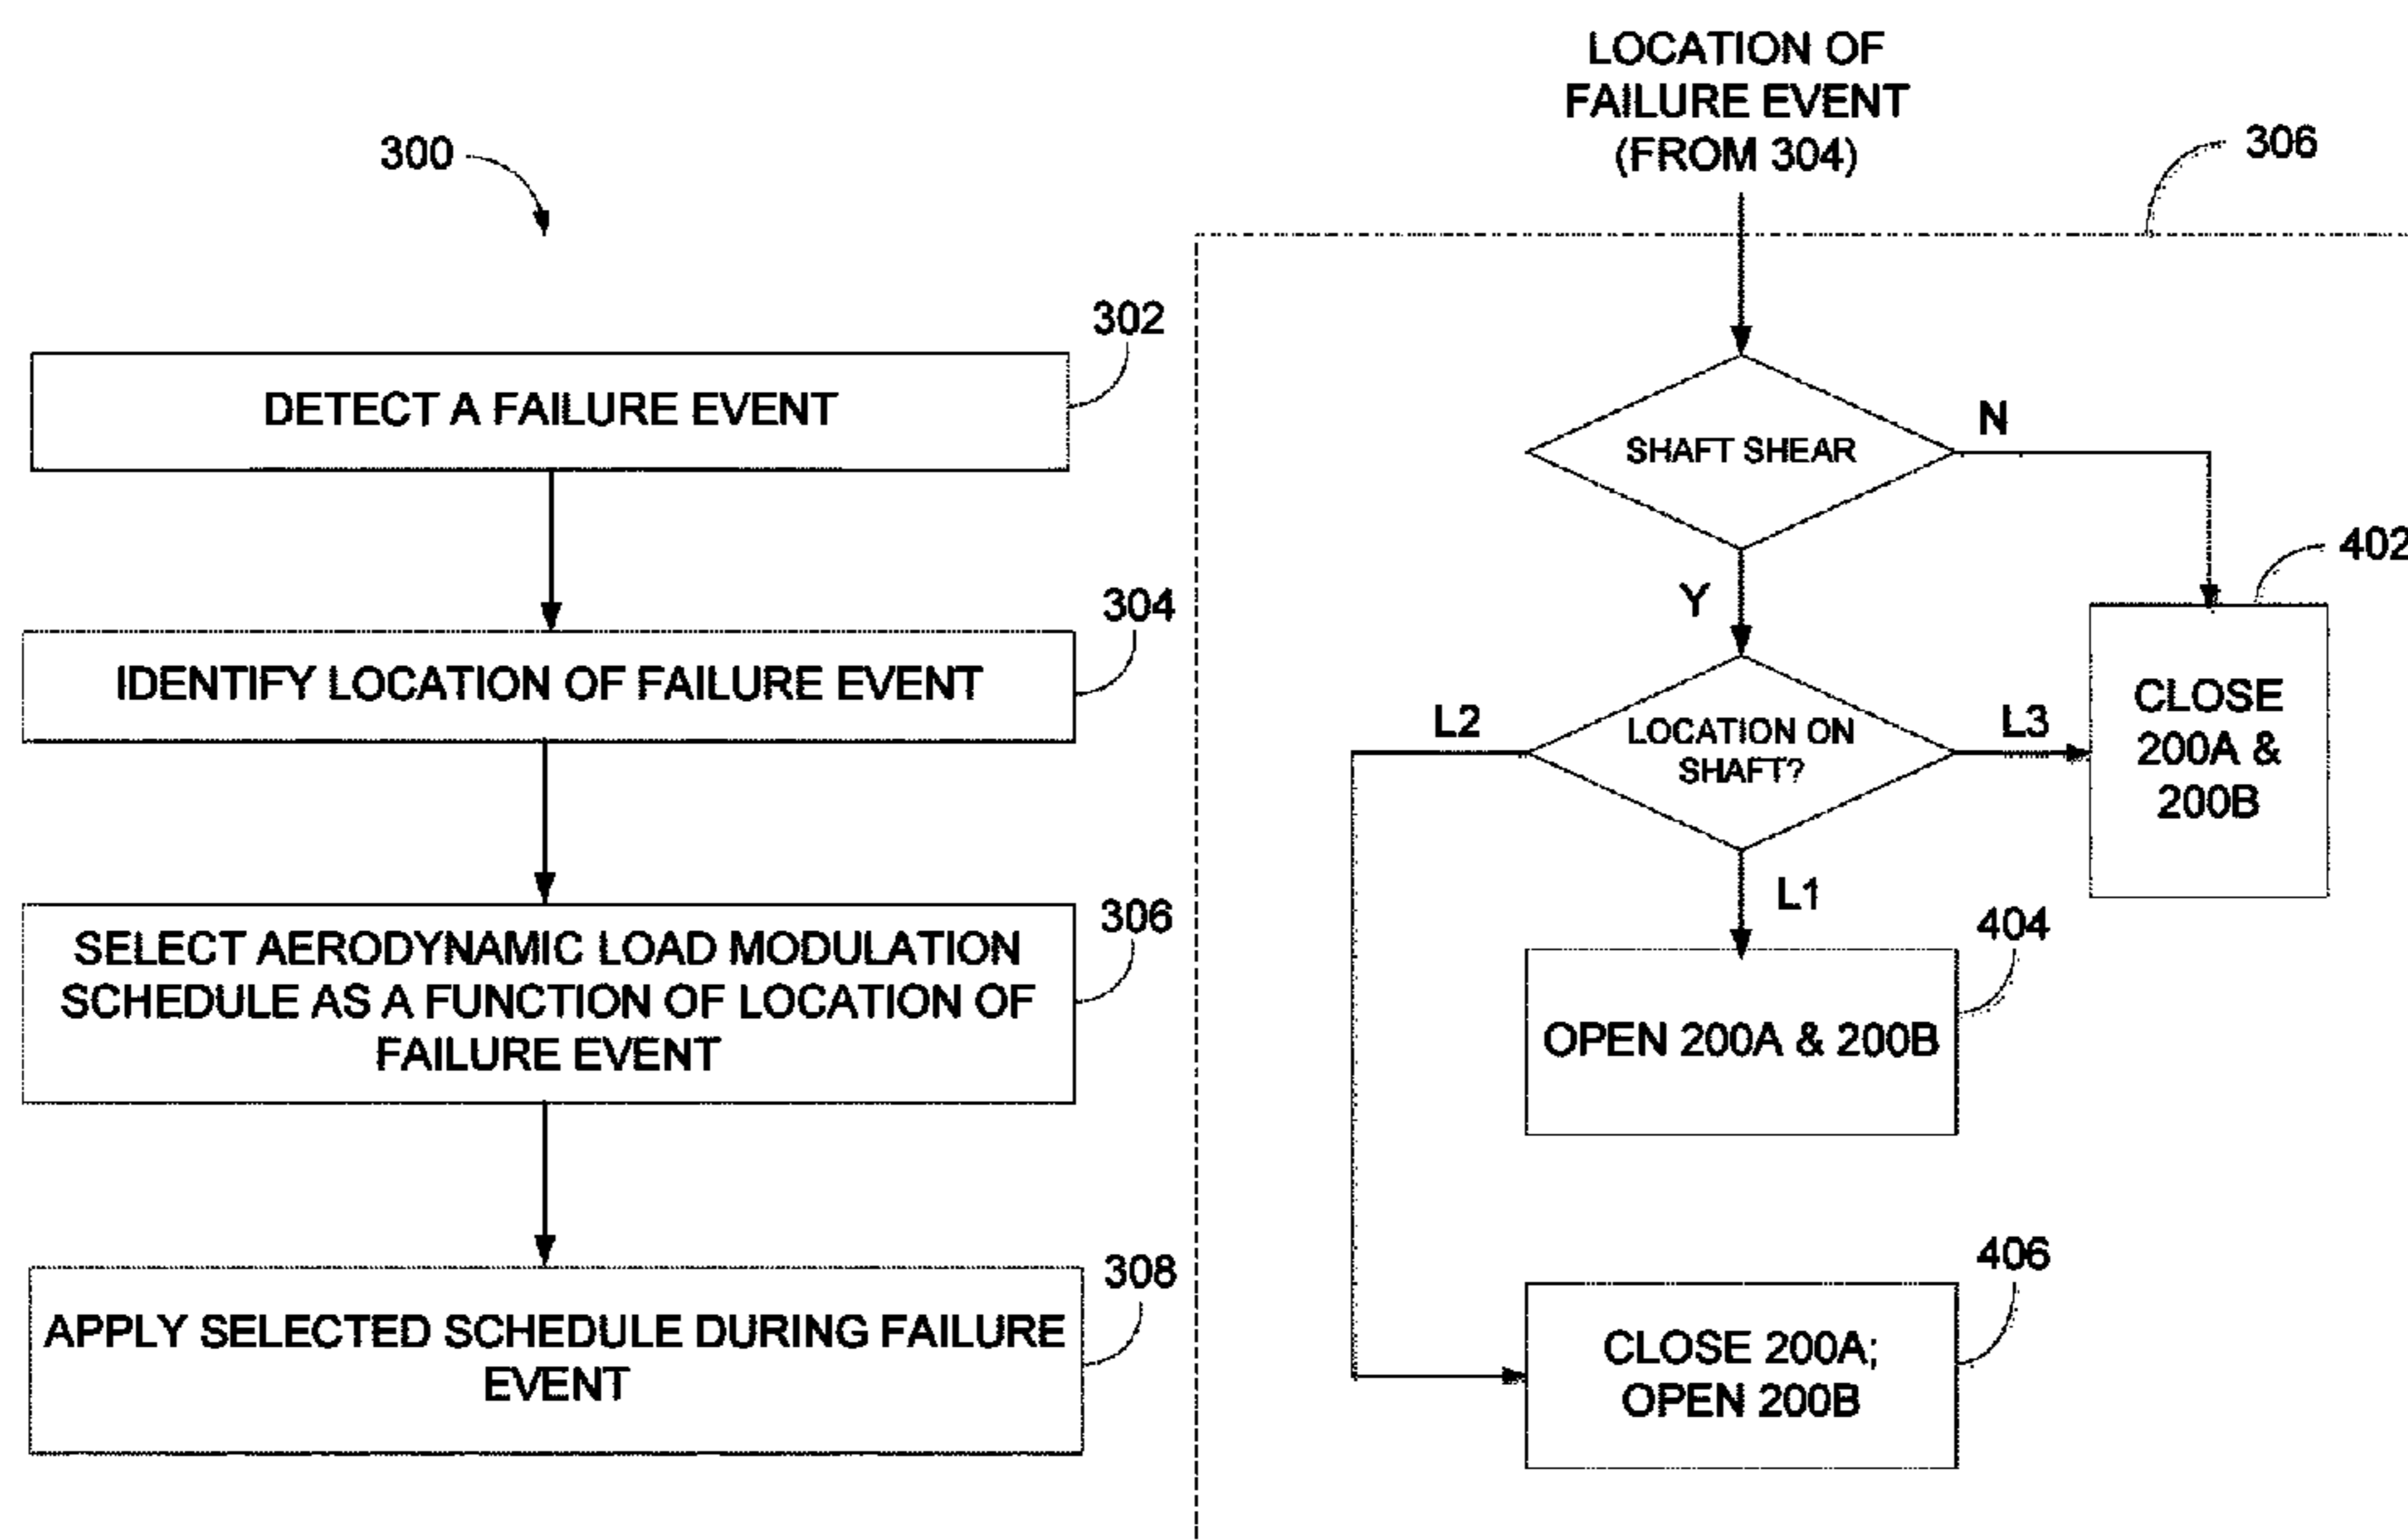 300
302
DETECT A FAILURE EVENT
304
IDENTIFY LOCATION OF FAILURE EVENT
306
SELECT AERODYNAMIC LOAD MODULATION
SCHEDULE AS A FUNCTION OF LOCATION OF
FAILURE EVENT
308
APPLY SELECTED SCHEDULE DURING FAILURE
EVENT
LOCATION OF
FAILURE EVENT
(FROM 304)
306
SHAFT SHEAR
N
Y
402
CLOSE
200A &
200B
LOCATION ON
SHAFT?
L2
L3
L1
404
OPEN 200A & 200B
406
CLOSE 200A;
OPEN 200B